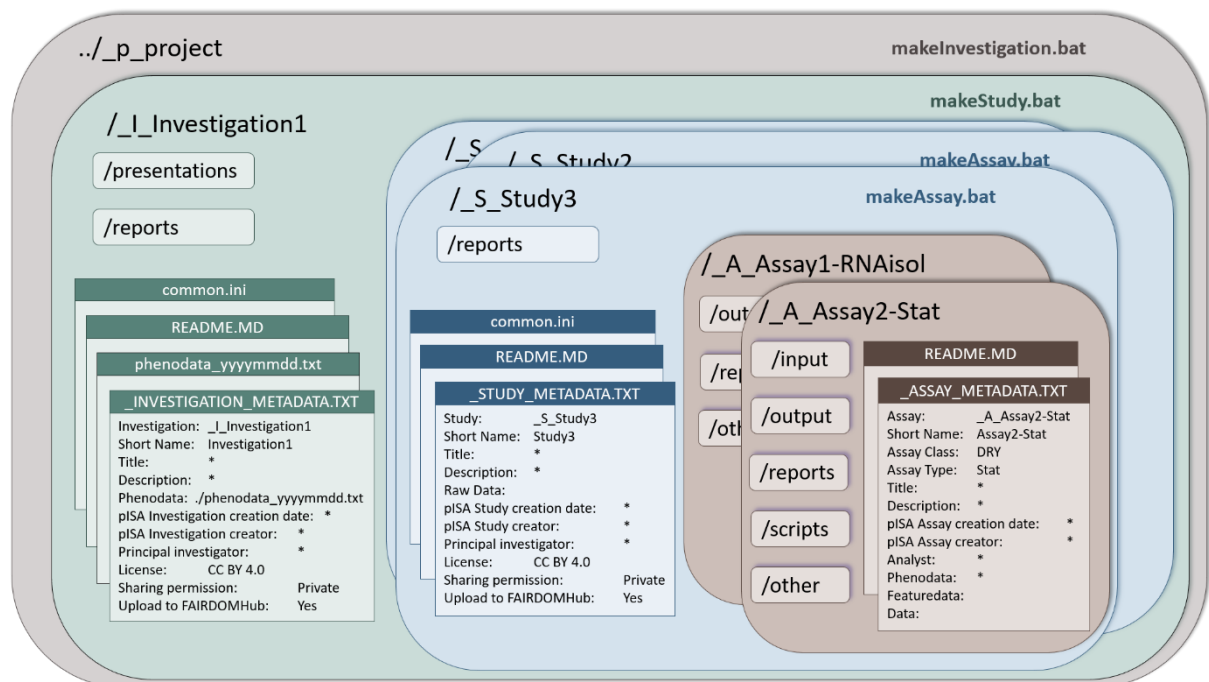 ../_p_project
makeInvestigation.bat
makeStudy.bat
/_I_Investigation1
/presentations
/reports
common.ini
README.MD
phenodata_yyyymmdd.txt
_INVESTIGATION_METADATA.TXT
Investigation: _I_Investigation1
Short Name: Investigation1
Title: *
Description: *
Phenodata: ./phenodata_yyyymmdd.txt
pISA Investigation creation date: *
pISA Investigation creator: *
Principal investigator: *
License: CC BY 4.0
Sharing permission: Private
Upload to FAIRDOMHub: Yes
/_S
/_S_Study2
makeAssay.bat
/_S_Study3
makeAssay.bat
/reports
common.ini
README.MD
_STUDY_METADATA.TXT
Study: _S_Study3
Short Name: Study3
Title: *
Description: *
Raw Data:
pISA Study creation date: *
pISA Study creator: *
Principal investigator: *
License: CC BY 4.0
Sharing permission: Private
Upload to FAIRDOMHub: Yes
/_A_Assay1-RNAisol
/out
/rep
/oth
/_A_Assay2-Stat
/input
/output
/reports
/scripts
/other
README.MD
_ASSAY_METADATA.TXT
Assay: _A_Assay2-Stat
Short Name: Assay2-Stat
Assay Class: DRY
Assay Type: Stat
Title: *
Description: *
pISA Assay creation date: *
pISA Assay creator: *
Analyst: *
Phenodata: *
Featuredata:
Data: